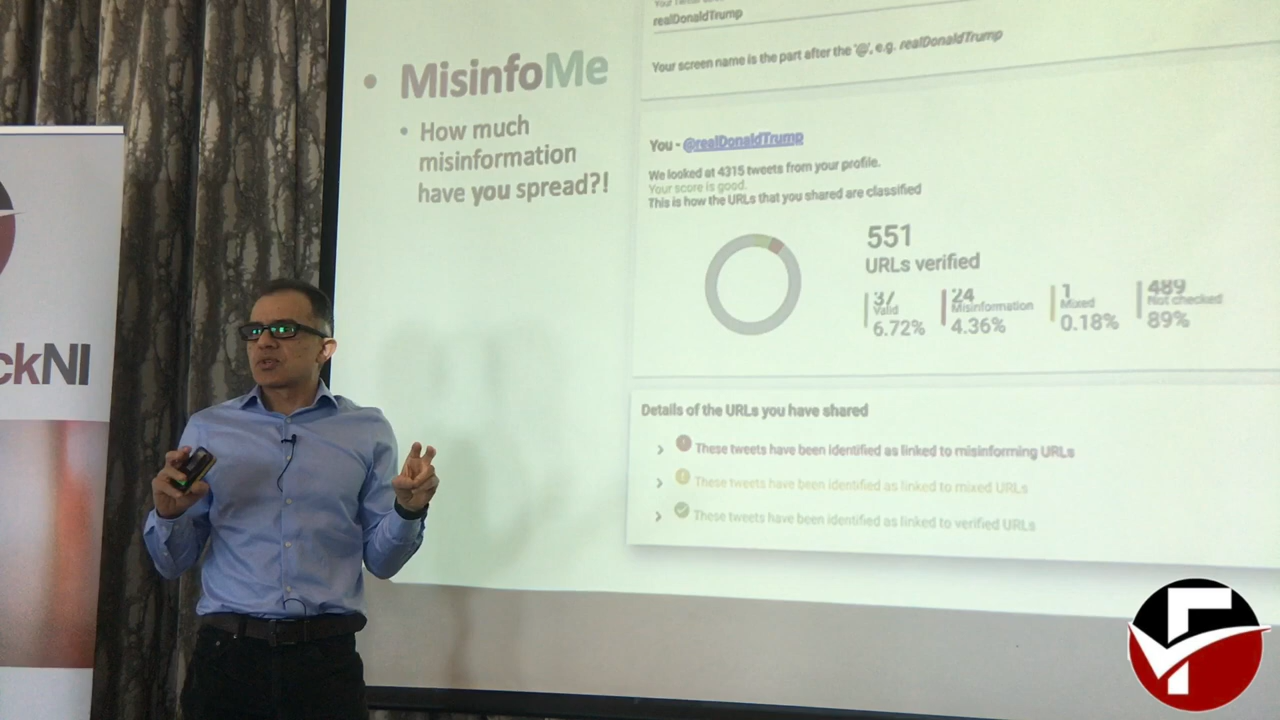 ckNI
• MisinfoMe
• How much
misinformation
have you spread?!
realDonaldTrump
Your screen name is the part after the '@', e.g. realDonaldTrump
You - @realDonaldTrump
We looked at 4315 tweets from your profile.
Your score is good.
This is how the URLs that you shared are classified
551
URLs verified
37
Valid
6.72%
24
Misinformation
4.36%
1
Mixed
0.18%
489
Not checked
89%
Details of the URLs you have shared
These tweets have been identified as linked to misinforming URLs
These tweets have been identified as linked to mixed URLs
These tweets have been identified as linked to verified URLs